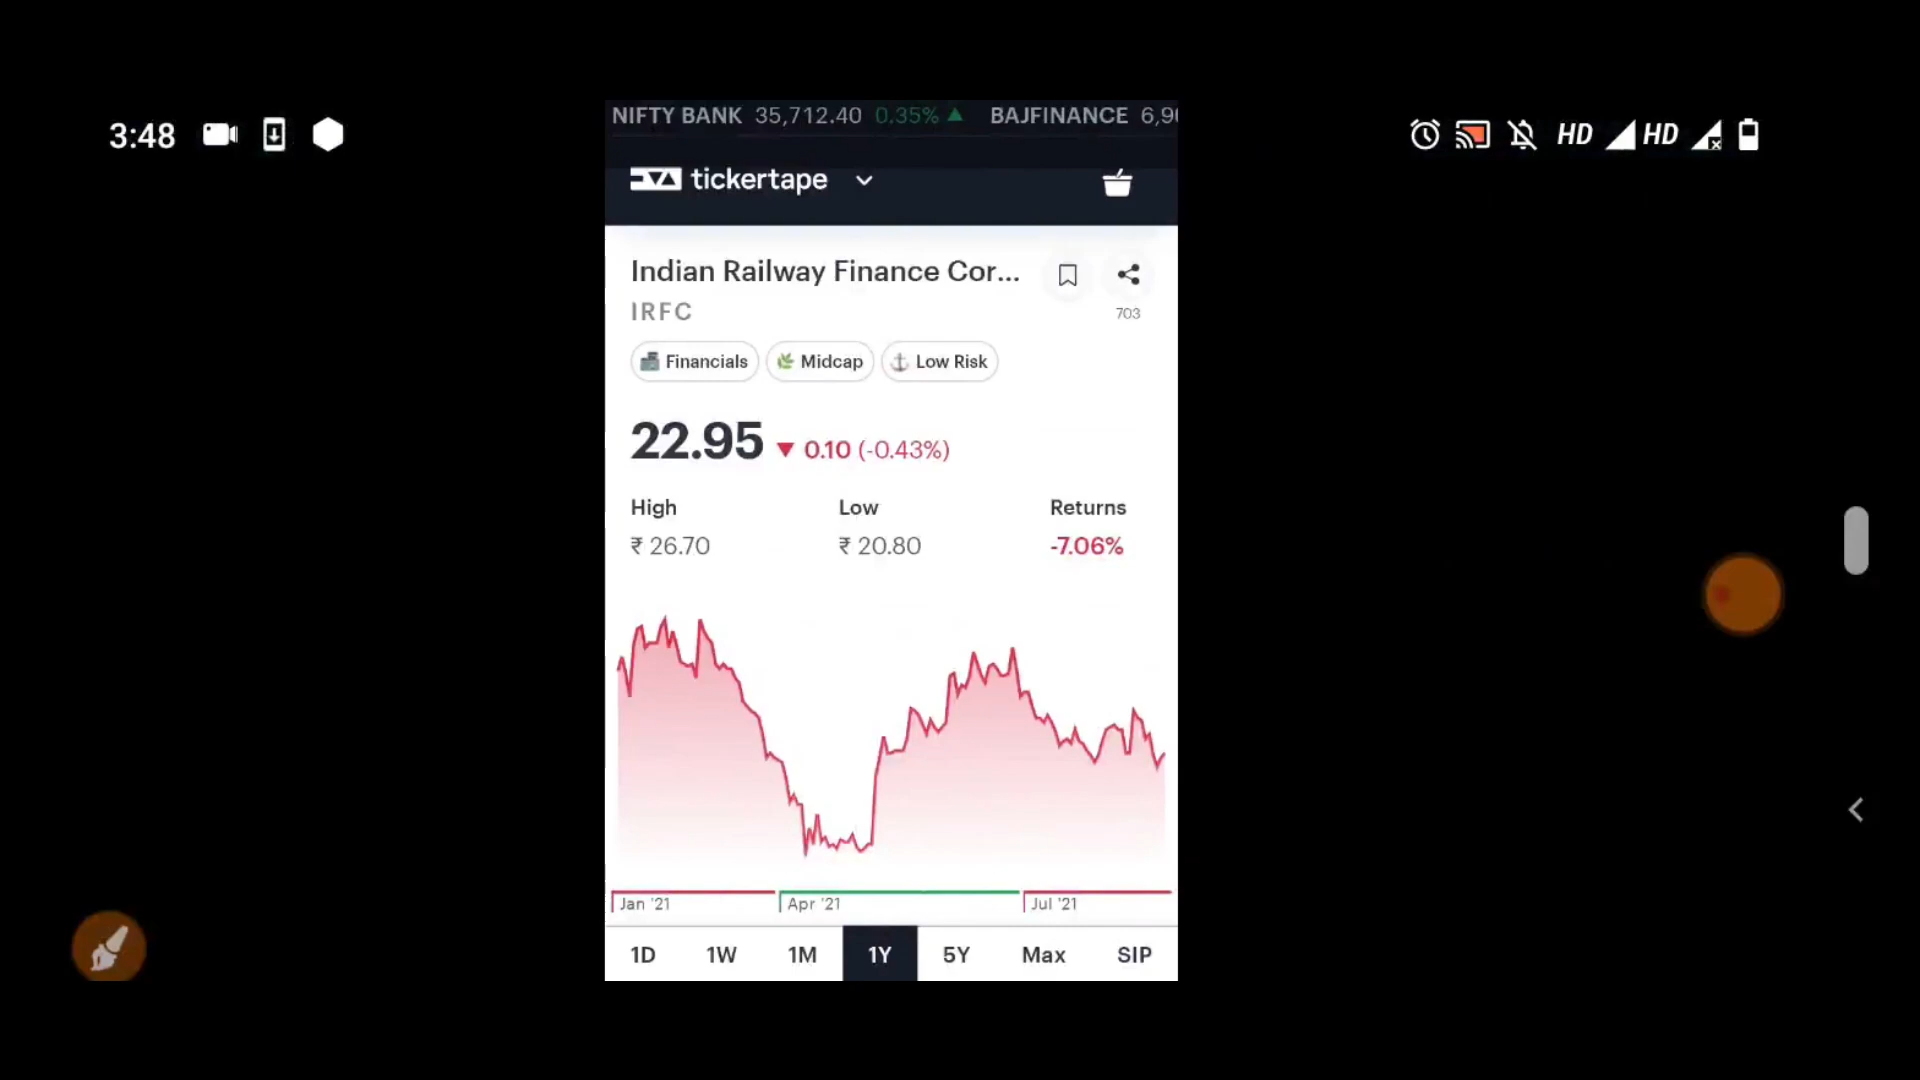 NIFTY BANK 35,712.40 0.35% ▲ BAJFINANCE
3:48
HD HD
tickertape
Indian Railway Finance Cor...
IRFC
703
Financials Midcap Low Risk
22.95 ▼ 0.10 (-0.43%)
High Low Returns
₹ 26.70 ₹ 20.80 -7.06%
Jan '21 Apr '21 Jul '21
1D 1W 1M 1Y 5Y Max SIP